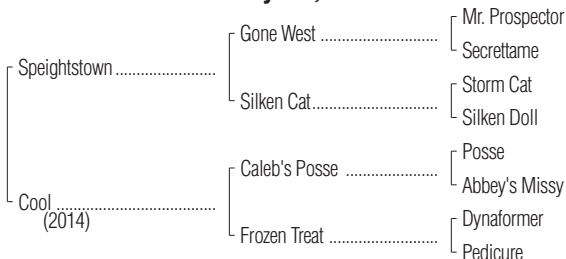 Mr. Prospector
Gone West ..........................
Secrettame
Speightstown ......................
Storm Cat
Silken Cat............................
Silken Doll
Posse
Caleb's Posse ....................
Abbey's Missy
Cool ...................................
(2014)
Dynaformer
Frozen Treat ........................
Pedicure